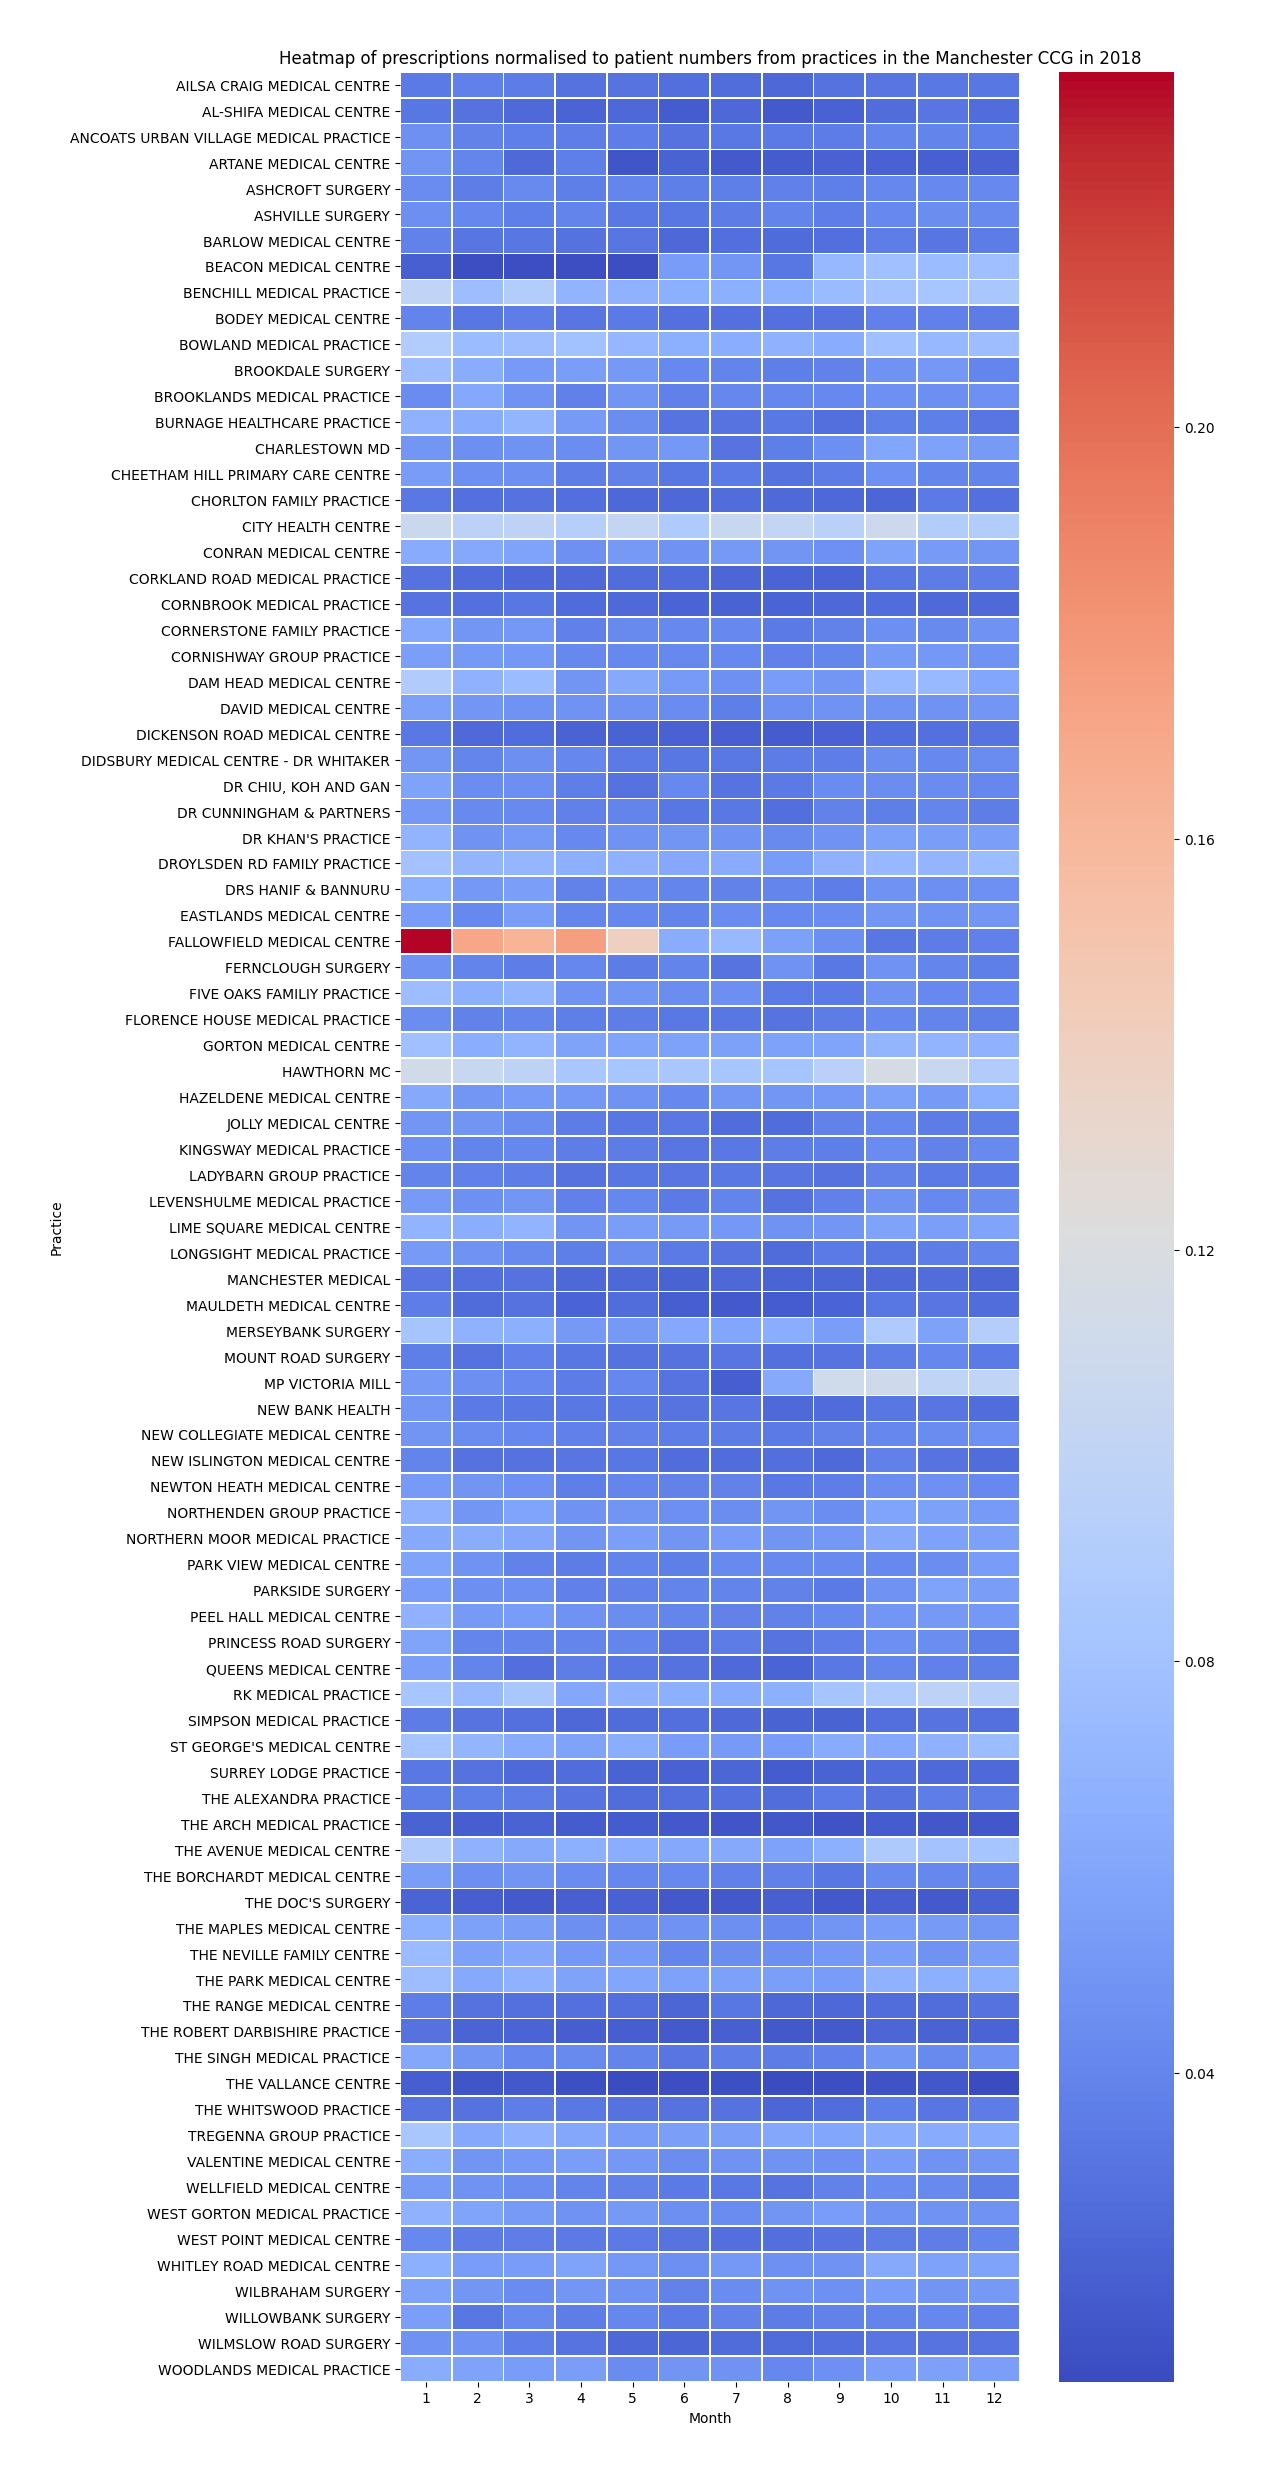 Heatmap of prescriptions normalised to patient numbers from practices in the Manchester CCG in 2018
Practice
AILSA CRAIG MEDICAL CENTRE
AL-SHIFA MEDICAL CENTRE
ANCOATS URBAN VILLAGE MEDICAL PRACTICE
ARTANE MEDICAL CENTRE
ASHCROFT SURGERY
ASHVILLE SURGERY
BARLOW MEDICAL CENTRE
BEACON MEDICAL CENTRE
BENCHILL MEDICAL PRACTICE
BODEY MEDICAL CENTRE
BOWLAND MEDICAL PRACTICE
BROOKDALE SURGERY
BROOKLANDS MEDICAL PRACTICE
BURNAGE HEALTHCARE PRACTICE
CHARLESTOWN MD
CHEETHAM HILL PRIMARY CARE CENTRE
CHORLTON FAMILY PRACTICE
CITY HEALTH CENTRE
CONRAN MEDICAL CENTRE
CORKLAND ROAD MEDICAL PRACTICE
CORNBROOK MEDICAL PRACTICE
CORNERSTONE FAMILY PRACTICE
CORNISHWAY GROUP PRACTICE
DAM HEAD MEDICAL CENTRE
DAVID MEDICAL CENTRE
DICKENSON ROAD MEDICAL CENTRE
DIDSBURY MEDICAL CENTRE - DR WHITAKER
DR CHIU, KOH AND GAN
DR CUNNINGHAM & PARTNERS
DR KHAN'S PRACTICE
DROYLSDEN RD FAMILY PRACTICE
DRS HANIF & BANNURU
EASTLANDS MEDICAL CENTRE
FALLOWFIELD MEDICAL CENTRE
FERNCLOUGH SURGERY
FIVE OAKS FAMILIY PRACTICE
FLORENCE HOUSE MEDICAL PRACTICE
GORTON MEDICAL CENTRE
HAWTHORN MC
HAZELDENE MEDICAL CENTRE
JOLLY MEDICAL CENTRE
KINGSWAY MEDICAL PRACTICE
LADYBARN GROUP PRACTICE
LEVENSHULME MEDICAL PRACTICE
LIME SQUARE MEDICAL CENTRE
LONGSIGHT MEDICAL PRACTICE
MANCHESTER MEDICAL
MAULDETH MEDICAL CENTRE
MERSEYBANK SURGERY
MOUNT ROAD SURGERY
MP VICTORIA MILL
NEW BANK HEALTH
NEW COLLEGIATE MEDICAL CENTRE
NEW ISLINGTON MEDICAL CENTRE
NEWTON HEATH MEDICAL CENTRE
NORTHENDEN GROUP PRACTICE
NORTHERN MOOR MEDICAL PRACTICE
PARK VIEW MEDICAL CENTRE
PARKSIDE SURGERY
PEEL HALL MEDICAL CENTRE
PRINCESS ROAD SURGERY
QUEENS MEDICAL CENTRE
RK MEDICAL PRACTICE
SIMPSON MEDICAL PRACTICE
ST GEORGE'S MEDICAL CENTRE
SURREY LODGE PRACTICE
THE ALEXANDRA PRACTICE
THE ARCH MEDICAL PRACTICE
THE AVENUE MEDICAL CENTRE
THE BORCHARDT MEDICAL CENTRE
THE DOC'S SURGERY
THE MAPLES MEDICAL CENTRE
THE NEVILLE FAMILY CENTRE
THE PARK MEDICAL CENTRE
THE RANGE MEDICAL CENTRE
THE ROBERT DARBISHIRE PRACTICE
THE SINGH MEDICAL PRACTICE
THE VALLANCE CENTRE
THE WHITSWOOD PRACTICE
TREGENNA GROUP PRACTICE
VALENTINE MEDICAL CENTRE
WELLFIELD MEDICAL CENTRE
WEST GORTON MEDICAL PRACTICE
WEST POINT MEDICAL CENTRE
WHITLEY ROAD MEDICAL CENTRE
WILBRAHAM SURGERY
WILLOWBANK SURGERY
WILMSLOW ROAD SURGERY
WOODLANDS MEDICAL PRACTICE
1 2 3 4 5 6 7 8 9 10 11 12
Month
0.20
0.16
0.12
0.08
0.04